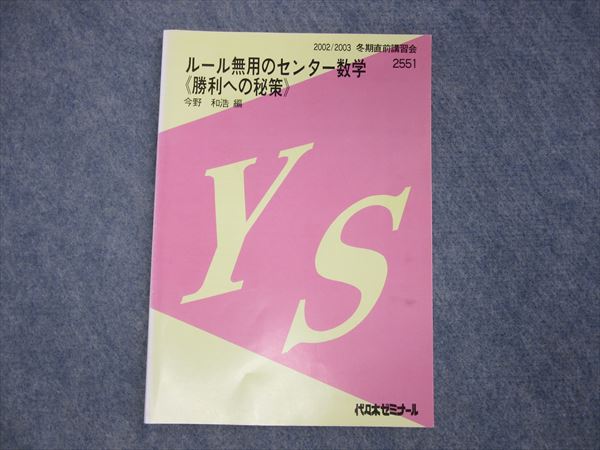 2002/2003 冬期直前講習会
ルール無用のセンター数学 2551
《勝利への秘策》
今野 和浩 編
YS
代々木ゼミナール